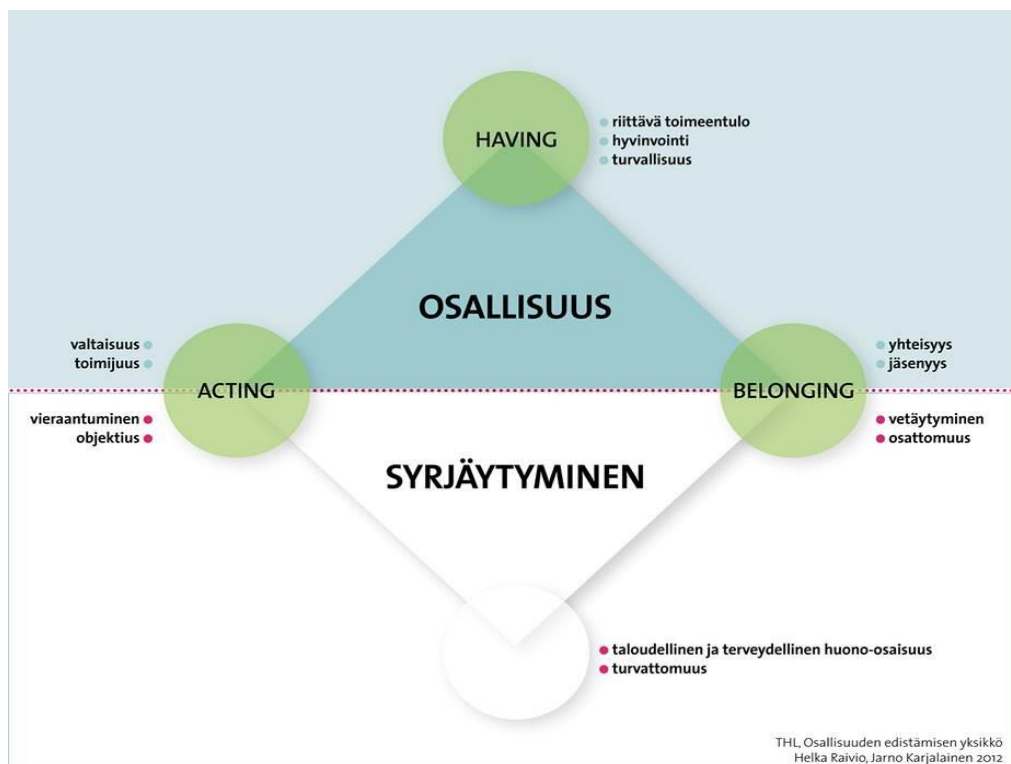 HAVING
riittävä toimeentulo
hyvinvointi
turvallisuus
OSALLISUUS
valtaisuus
toimijuus
ACTING
vieraantuminen
objektius
yhteisyys
jäsenyys
BELONGING
vetäytyminen
osattomuus
SYRJÄYTYMINEN
taloudellinen ja terveydellinen huono-osaisuus
turvattomuus
THL, Osallisuuden edistämisen yksikkö
Helka Raivio, Jarno Karjalainen 2012